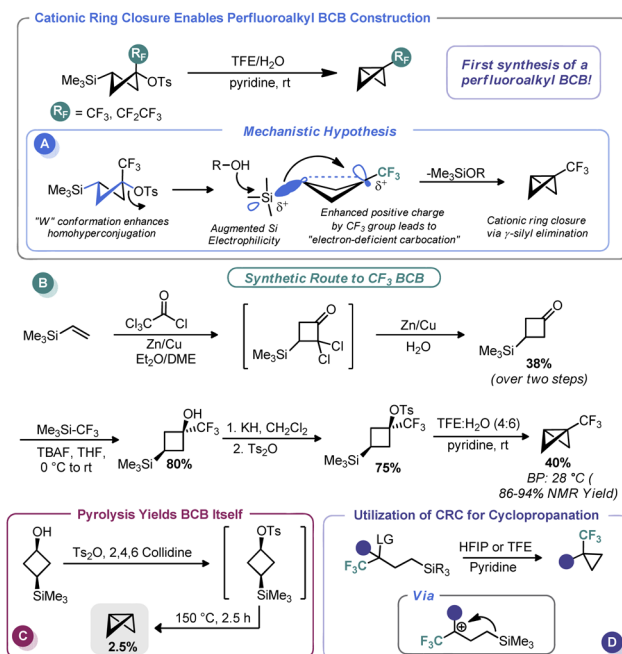 Cationic Ring Closure Enables Perfluoroalkyl BCB Construction
RF
Me3Si
OTs
TFE/H2O
pyridine, rt
RF
First synthesis of a
perfluoroalkyl BCB!
RF = CF3, CF2CF3
A
Mechanistic Hypothesis
CF3
Me3Si
OTs
"W" conformation enhances
homohyperconjugation
R–OH
Si
δ+
Augmented Si
Electrophilicity
CF3
δ+
Enhanced positive charge
by CF3 group leads to
"electron-deficient carbocation"
-Me3SiOR
CF3
Cationic ring closure
via γ-silyl elimination
B
Synthetic Route to CF3 BCB
Me3Si
O
Cl3C
Cl
Zn/Cu
Et2O/DME
O
Cl
Cl
Me3Si
Zn/Cu
H2O
O
Me3Si
38%
(over two steps)
Me3Si–CF3
TBAF, THF,
0 °C to rt
OH
CF3
Me3Si
80%
1. KH, CH2Cl2
2. Ts2O
OTs
CF3
Me3Si
75%
TFE:H2O (4:6)
pyridine, rt
CF3
40%
BP: 28 °C (
86-94% NMR Yield)
Pyrolysis Yields BCB Itself
OH
SiMe3
Ts2O, 2,4,6 Collidine
OTs
SiMe3
150 °C, 2.5 h
2.5%
C
Utilization of CRC for Cyclopropanation
LG
F3C
SiR3
HFIP or TFE
Pyridine
CF3
Via
F3C
SiMe3
D